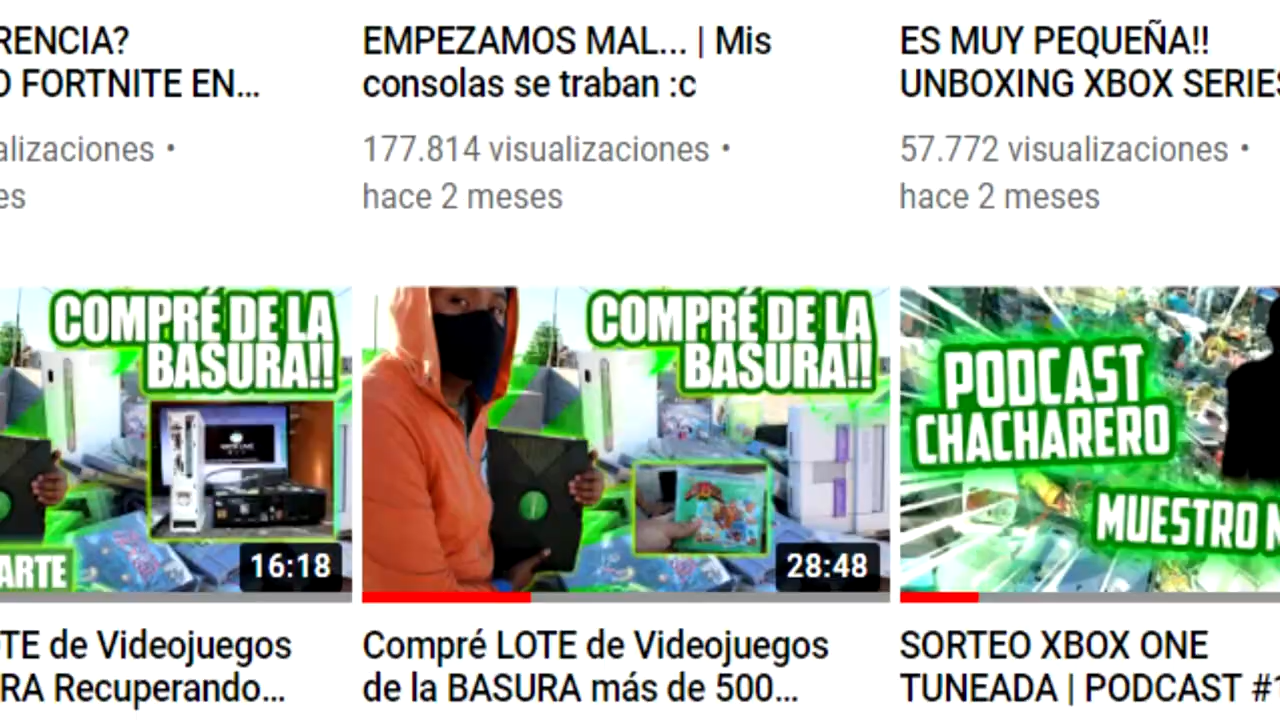 RENCIA?
O FORTNITE EN...
alizaciones •
es
EMPEZAMOS MAL... | Mis
consolas se traban :c
177.814 visualizaciones •
hace 2 meses
ES MUY PEQUEÑA!!
UNBOXING XBOX SERIES
57.772 visualizaciones •
hace 2 meses
COMPRÉ DE LA
BASURA!!
ARTE
16:18
OTE de Videojuegos
RA Recuperando...
COMPRÉ DE LA
BASURA!!
28:48
Compré LOTE de Videojuegos
de la BASURA más de 500...
PODCAST
CHACHARERO
MUESTRO
SORTEO XBOX ONE
TUNEADA | PODCAST #1